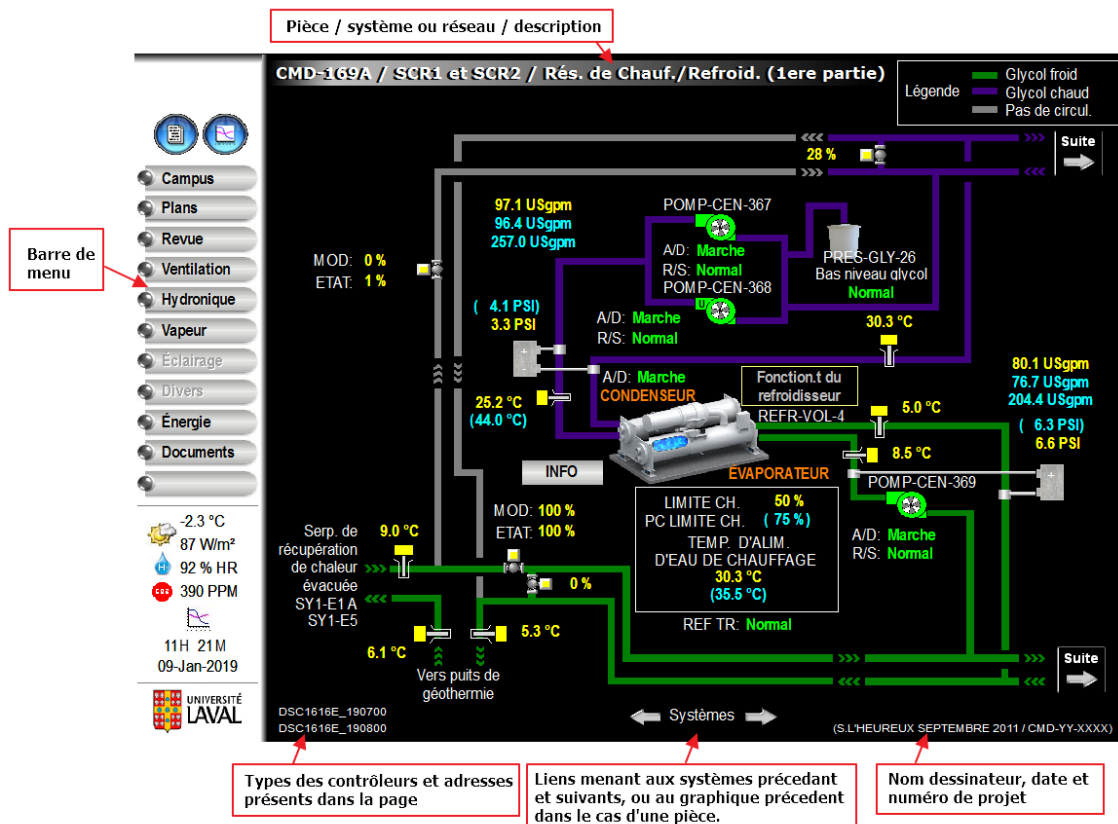 Pièce / système ou réseau / description
CMD-169A / SCR1 et SCR2 / Rés. de Chauf./Refroid. (1ere partie)
Légende
Glycol froid
Glycol chaud
Pas de circul.
Suite
28 %
Campus
Plans
Revue
Ventilation
Hydronique
Vapeur
Éclairage
Divers
Énergie
Documents
Barre de
menu
97.1 USgpm
96.4 USgpm
257.0 USgpm
POMP-CEN-367
A/D: Marche
R/S: Normal
POMP-CEN-368
A/D: Marche
R/S: Normal
PRES-GLY-26
Bas niveau glycol
Normal
MOD: 0 %
ETAT: 1 %
( 4.1 PSI)
3.3 PSI
30.3 °C
80.1 USgpm
76.7 USgpm
204.4 USgpm
( 6.3 PSI)
6.6 PSI
A/D: Marche
CONDENSEUR
25.2 °C
(44.0 °C)
Fonction.t du
refroidisseur
REFR-VOL-4
5.0 °C
8.5 °C
INFO
ÉVAPORATEUR
POMP-CEN-369
A/D: Marche
R/S: Normal
LIMITE CH. 50 %
PC LIMITE CH. ( 75 %)
TEMP. D'ALIM.
D'EAU DE CHAUFFAGE
30.3 °C
(35.5 °C)
REF TR: Normal
MOD: 100 %
ETAT: 100 %
0 %
Serp. de
récupération
de chaleur
évacuée
SY1-E1 A
SY1-E5
9.0 °C
6.1 °C
5.3 °C
Vers puits de
géothermie
Suite
-2.3 °C
87 W/m²
92 % HR
390 PPM
11H 21M
09-Jan-2019
UNIVERSITÉ
LAVAL
DSC1616E_190700
DSC1616E_190800
Systèmes
(S.L'HEUREUX SEPTEMBRE 2011 / CMD-YY-XXXX)
Types des contrôleurs et adresses
présents dans la page
Liens menant aux systèmes précédant
et suivants, ou au graphique précedent
dans le cas d'une pièce.
Nom dessinateur, date et
numéro de projet